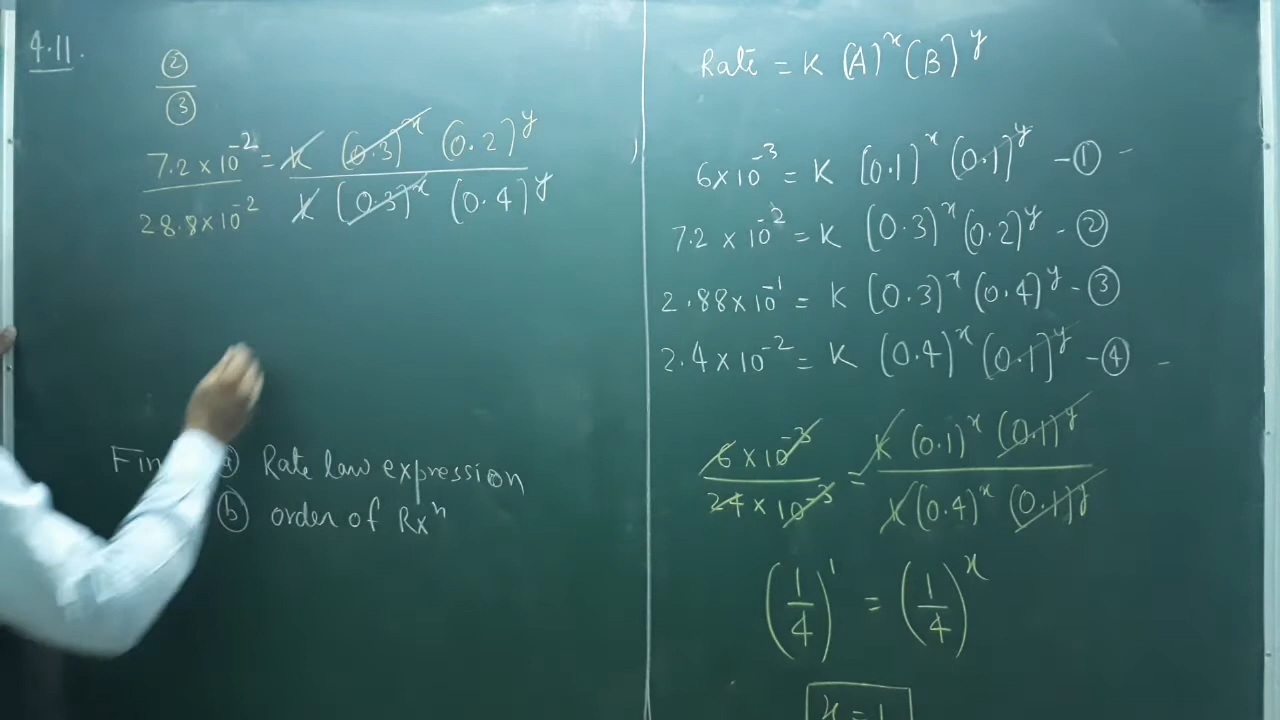 4.11.
②
③
7.2 x 10⁻² = K (0.3)ˣ (0.2)ʸ
28.8 x 10⁻² K (0.3)ˣ (0.4)ʸ
Fin ⓐ Rate law expression
ⓑ order of Rxⁿ
Rate = K (A)ˣ (B)ʸ
6 x 10⁻³ = K (0.1)ˣ (0.1)ʸ - ① -
7.2 x 10⁻² = K (0.3)ˣ (0.2)ʸ - ②
2.88 x 10⁻¹ = K (0.3)ˣ (0.4)ʸ - ③
2.4 x 10⁻² = K (0.4)ˣ (0.1)ʸ - ④ -
6 x 10⁻³ = K (0.1)ˣ (0.1)ʸ
24 x 10⁻³ K (0.4)ˣ (0.1)ʸ
(1/4)¹ = (1/4)ˣ
x = 1